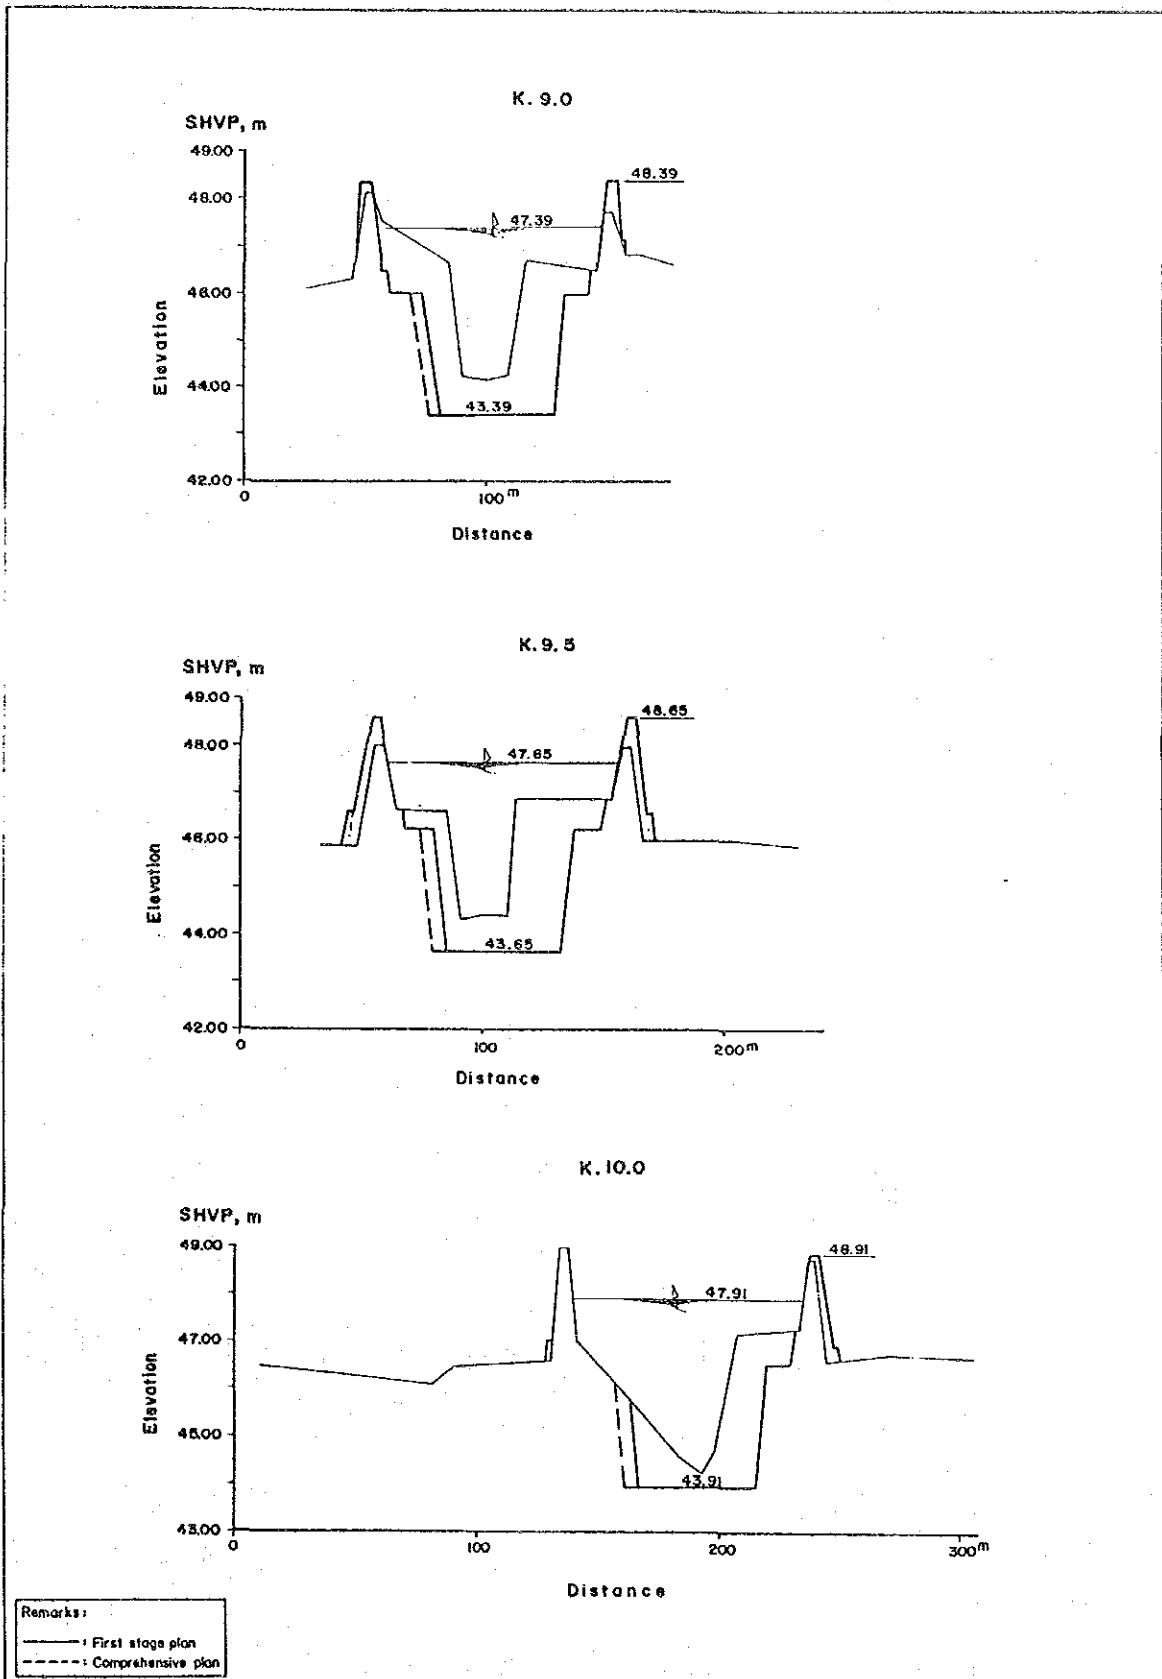 K. 9.0
SHVP, m
49.00
48.39
48.00
47.39
46.00
Elevation
44.00
43.39
42.00
0
100m
Distance
K. 9.5
SHVP, m
49.00
48.65
48.00
47.65
46.00
Elevation
44.00
43.65
42.00
0
100
200m
Distance
K. 10.0
SHVP, m
49.00
48.91
47.91
47.00
Elevation
45.00
43.91
43.00
0
100
200
300m
Distance
Remarks:
: First stage plan
: Comprehensive plan